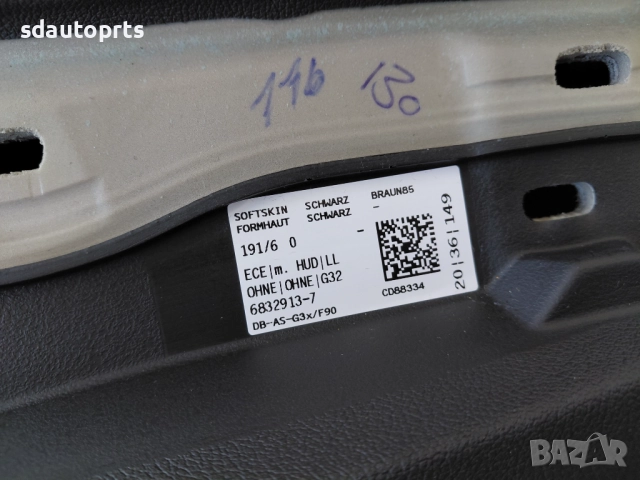 sdautoprts
116 130
SOFTSKIN SCHWARZ BRAUN85
FORMHAUT SCHWARZ -
191/6 0 -
ECE|m. HUD|LL
OHNE|OHNE|G32
6832913-7
DB-AS-G3x/F90
CD88334
20|36|149
BAZAR